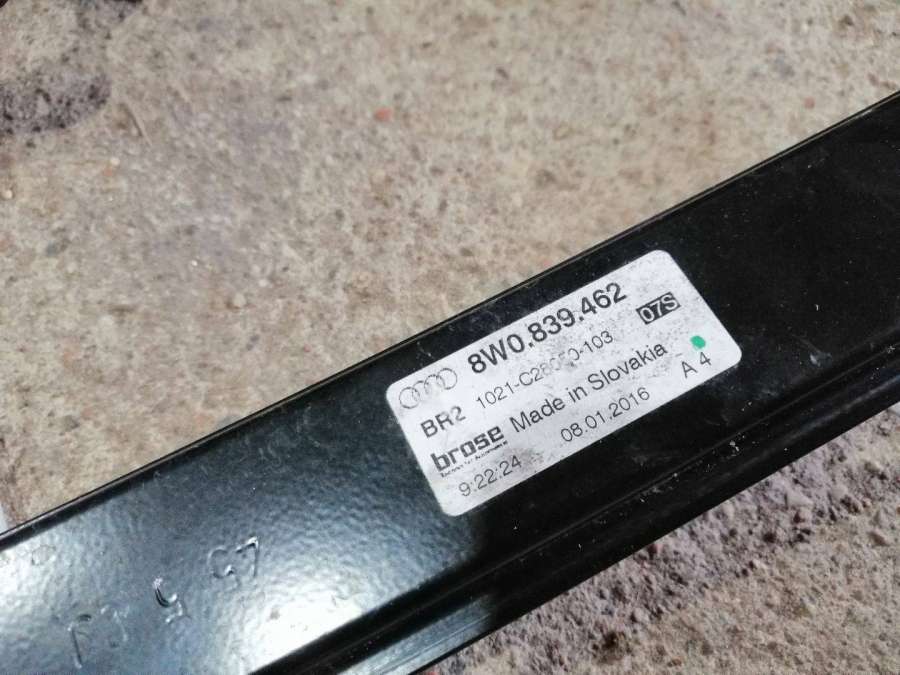 8W0.839.462
07S
BR2 1021-C28050-103
brose Made in Slovakia
9:22:24 08.01.2016 A 4